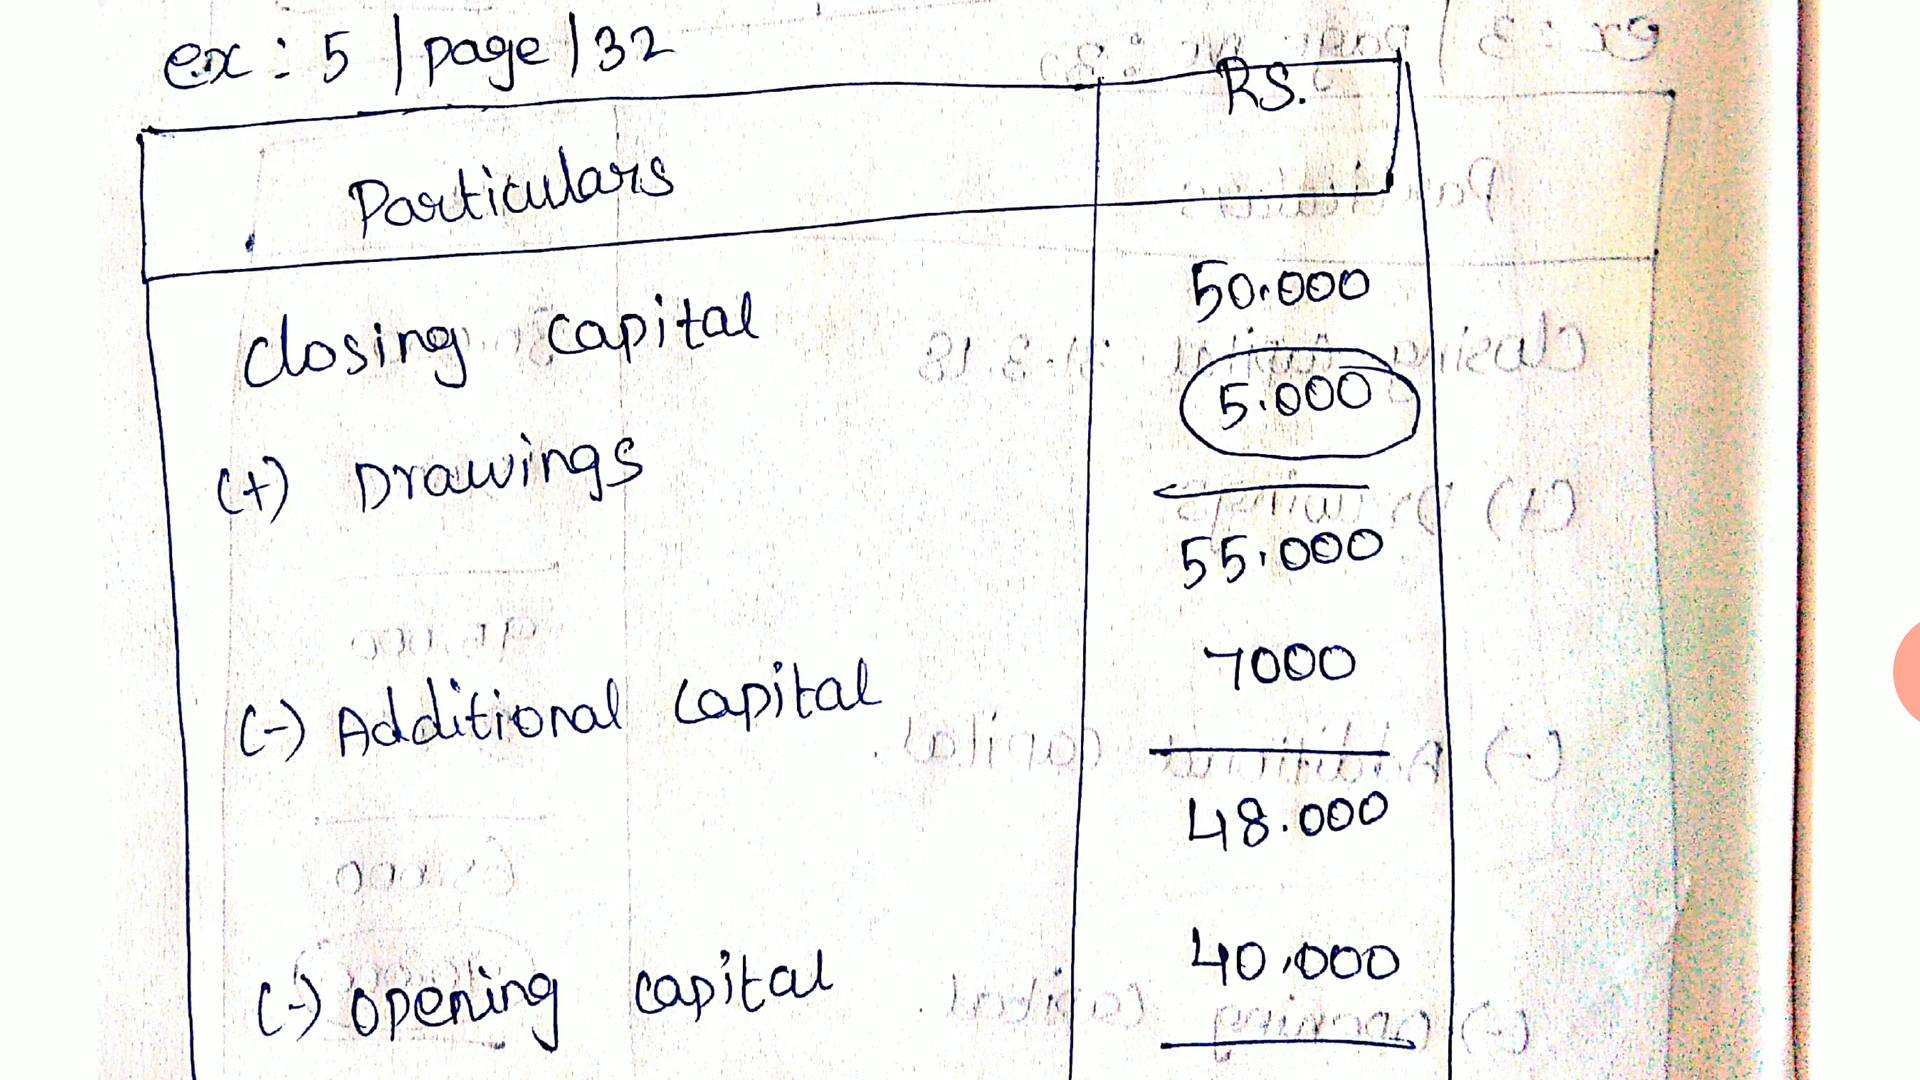 ex : 5 | page | 32
Particulars RS.
Closing capital 50.000
(+) Drawings 5.000
55.000
(-) Additional capital 7000
48.000
(-) opening capital 40,000